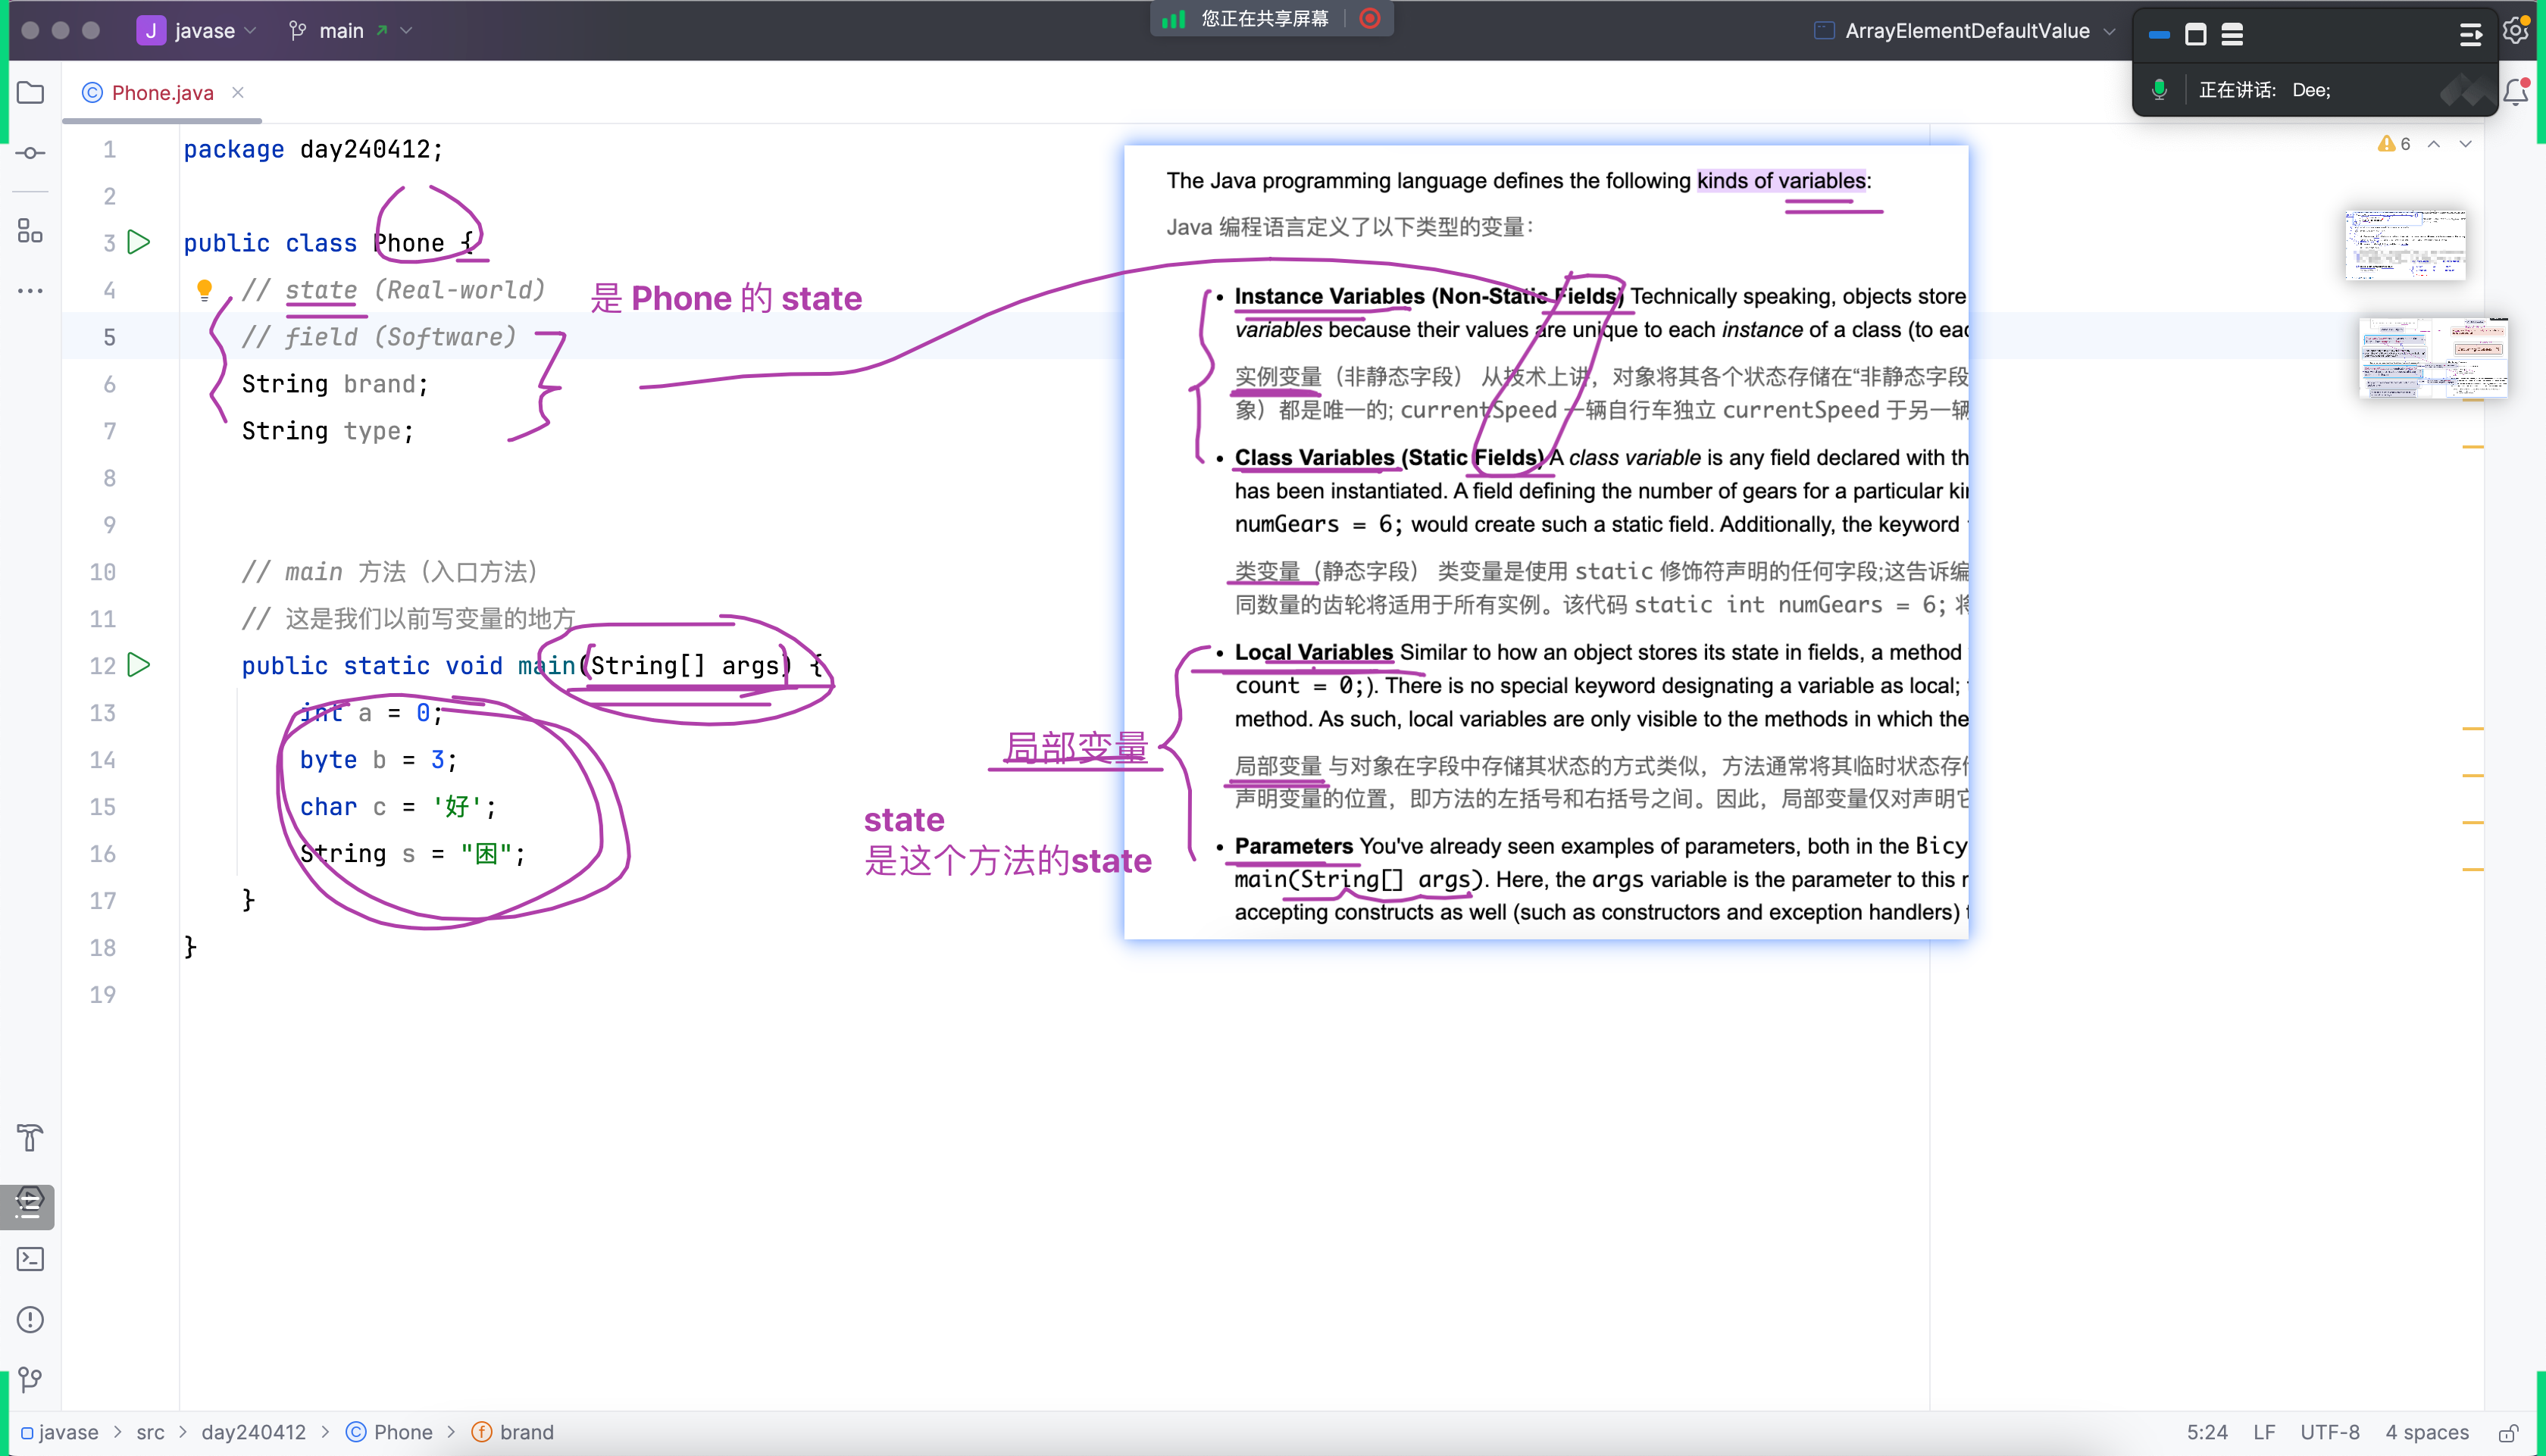 J javase main
您正在共享屏幕
ArrayElementDefaultValue
正在讲话: Dee;
Phone.java
6
1 package day240412;
2
3 public class Phone {
4 // state (Real-world)
是 Phone 的 state
5 // field (Software)
6 String brand;
7 String type;
8
9
10 // main 方法（入口方法）
11 // 这是我们以前写变量的地方
12 public static void main(String[] args) {
13 int a = 0;
14 byte b = 3;
15 char c = '好';
16 String s = "困";
17 }
18 }
19
局部变量
state
是这个方法的state
The Java programming language defines the following kinds of variables:
Java 编程语言定义了以下类型的变量：
• Instance Variables (Non-Static Fields) Technically speaking, objects store
variables because their values are unique to each instance of a class (to
实例变量（非静态字段） 从技术上讲，对象将其各个状态存储在“非静态字段
象）都是唯一的; currentSpeed 一辆自行车独立 currentSpeed 于另一辆
• Class Variables (Static Fields) A class variable is any field declared with
has been instantiated. A field defining the number of gears for a particular
numGears = 6; would create such a static field. Additionally, the keyword
类变量（静态字段） 类变量是使用 static 修饰符声明的任何字段;这告诉编
同数量的齿轮将适用于所有实例。该代码 static int numGears = 6; 将
• Local Variables Similar to how an object stores its state in fields, a method
count = 0;). There is no special keyword designating a variable as local;
method. As such, local variables are only visible to the methods in which
局部变量 与对象在字段中存储其状态的方式类似，方法通常将其临时状态存
声明变量的位置，即方法的左括号和右括号之间。因此，局部变量仅对声明它
• Parameters You've already seen examples of parameters, both in the Bicy
main(String[] args). Here, the args variable is the parameter to this
accepting constructs as well (such as constructors and exception handlers)
javase > src > day240412 > Phone > brand
5:24 LF UTF-8 4 spaces